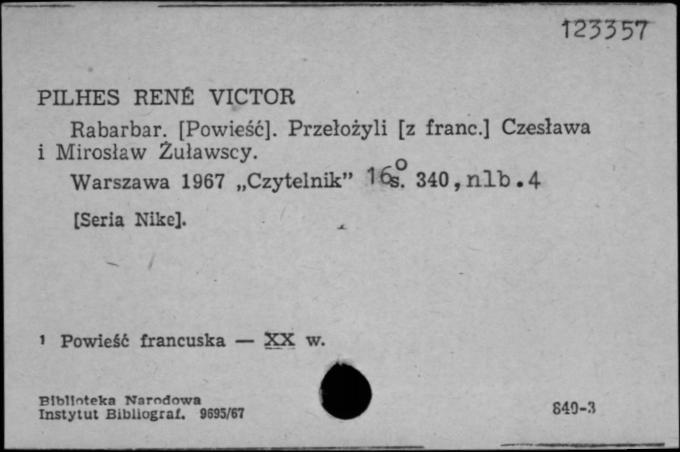 123357
PILHES RENÉ VICTOR
Rabarbar. [Powieść]. Przełożyli [z franc.] Czesława
i Mirosław Żuławscy.
Warszawa 1967 „Czytelnik” 16° s. 340, nlb. 4
[Seria Nike].
1 Powieść francuska — XX w.
Biblioteka Narodowa
Instytut Bibliograf. 9695/67
840-3